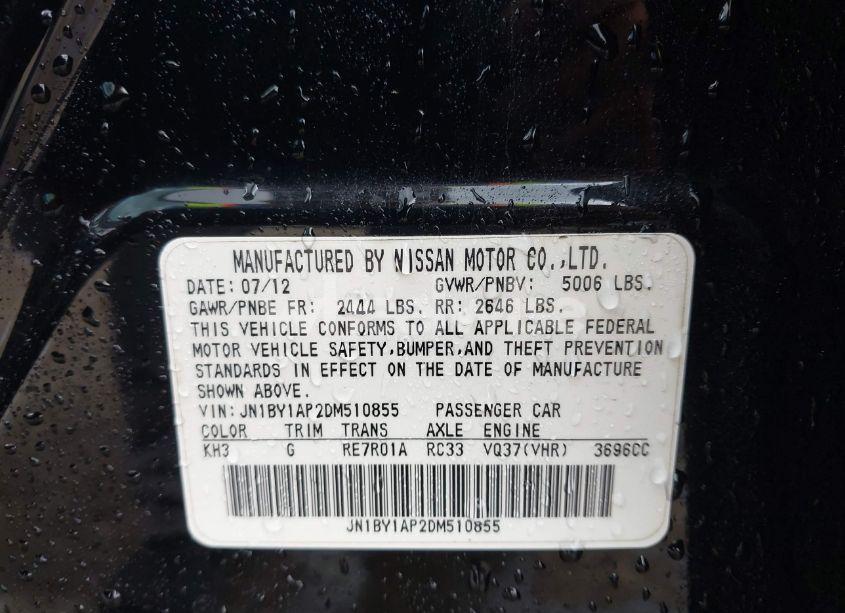 MANUFACTURED BY NISSAN MOTOR CO.,LTD.
DATE: 07/12 GVWR/PNBV: 5006 LBS.
GAWR/PNBE FR: 2444 LBS. RR: 2646 LBS.
THIS VEHICLE CONFORMS TO ALL APPLICABLE FEDERAL
MOTOR VEHICLE SAFETY,BUMPER,AND THEFT PREVENTION
STANDARDS IN EFFECT ON THE DATE OF MANUFACTURE
SHOWN ABOVE.
VIN:JN1BY1AP2DM510855 PASSENGER CAR
COLOR TRIM TRANS AXLE ENGINE
KH3 G RE7R01A RC33 VQ37(VHR) 3696CC
JN1BY1AP2DM510855